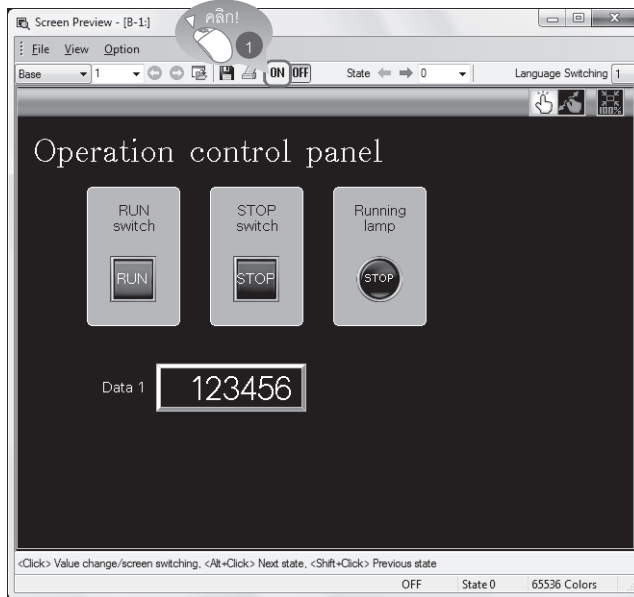 Screen Preview - [B-1:]
คลิก!
1
File View Option
Base 1 ON OFF State 0 Language Switching 1
100%
Operation control panel
RUN switch
STOP switch
Running lamp
RUN
STOP
STOP
Data 1 123456
<Click> Value change/screen switching, <Alt+Click> Next state, <Shift+Click> Previous state
OFF State 0 65536 Colors